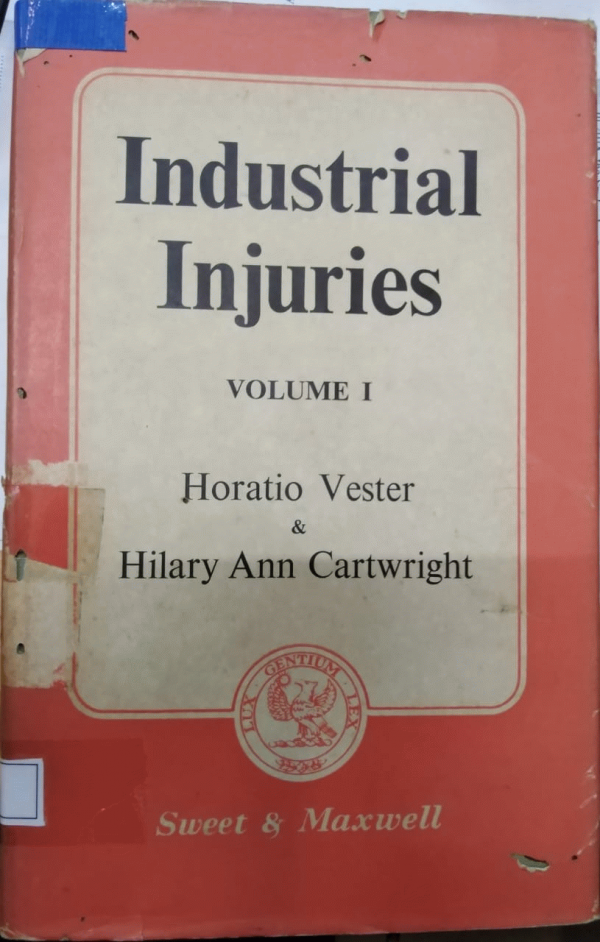 Industrial
Injuries
VOLUME I
Horatio Vester
&
Hilary Ann Cartwright
LUX · GENTIUM · LEX
Sweet & Maxwell